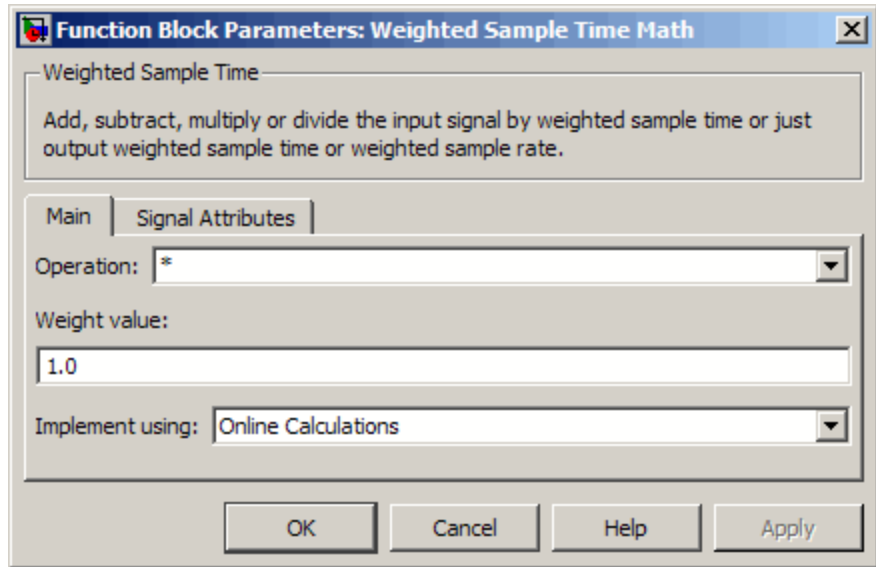 Function Block Parameters: Weighted Sample Time Math
Weighted Sample Time
Add, subtract, multiply or divide the input signal by weighted sample time or just
output weighted sample time or weighted sample rate.
Main Signal Attributes
Operation: *
Weight value:
1.0
Implement using: Online Calculations
OK Cancel Help Apply